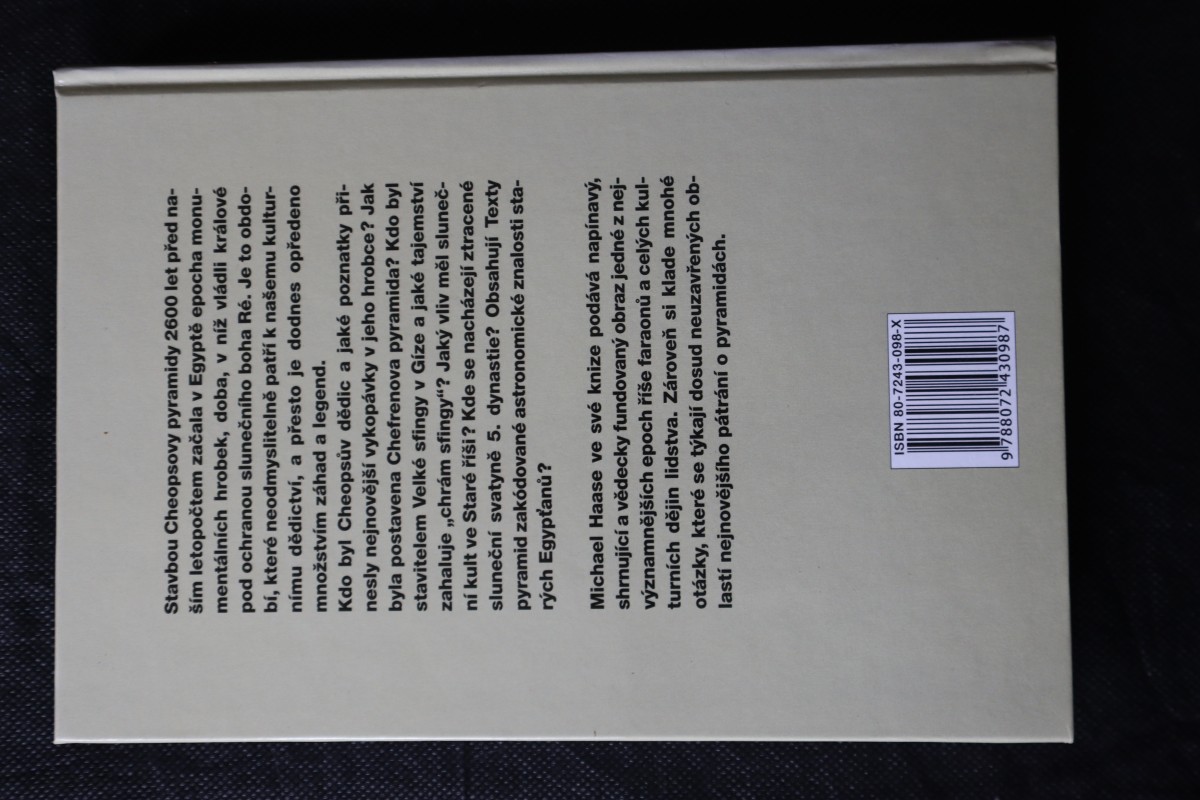 Stavbou Cheopsovy pyramidy 2600 let před na-
ším letopočtem začala v Egyptě epocha monu-
mentálních hrobek, doba, v níž vládli králové
pod ochranou slunečního boha Ré. Je to obdo-
bí, které neodmyslitelně patří k našemu kultur-
nímu dědictví, a přesto je dodnes opředeno
množstvím záhad a legend.
Kdo byl Cheopsův dědic a jaké poznatky při-
nesly nejnovější vykopávky v jeho hrobce? Jak
byla postavena Chefrenova pyramida? Kdo byl
stavitelem Velké sfingy v Gíze a jaké tajemství
zahaluje „chrám sfingy“? Jaký vliv měl sluneč-
ní kult ve Staré říši? Kde se nacházejí ztracené
sluneční svatyně 5. dynastie? Obsahují Texty
pyramid zakódované astronomické znalosti sta-
rých Egypťanů?
Michael Haase ve své knize podává napínavý,
shrnující a vědecky fundovaný obraz jedné z nej-
významnějších epoch říše faraonů a celých kul-
turních dějin lidstva. Zároveň si klade mnohé
otázky, které se týkají dosud neuzavřených ob-
lastí nejnovějšího pátrání o pyramidách.
ISBN 80-7243-098-X
9 788072 430987